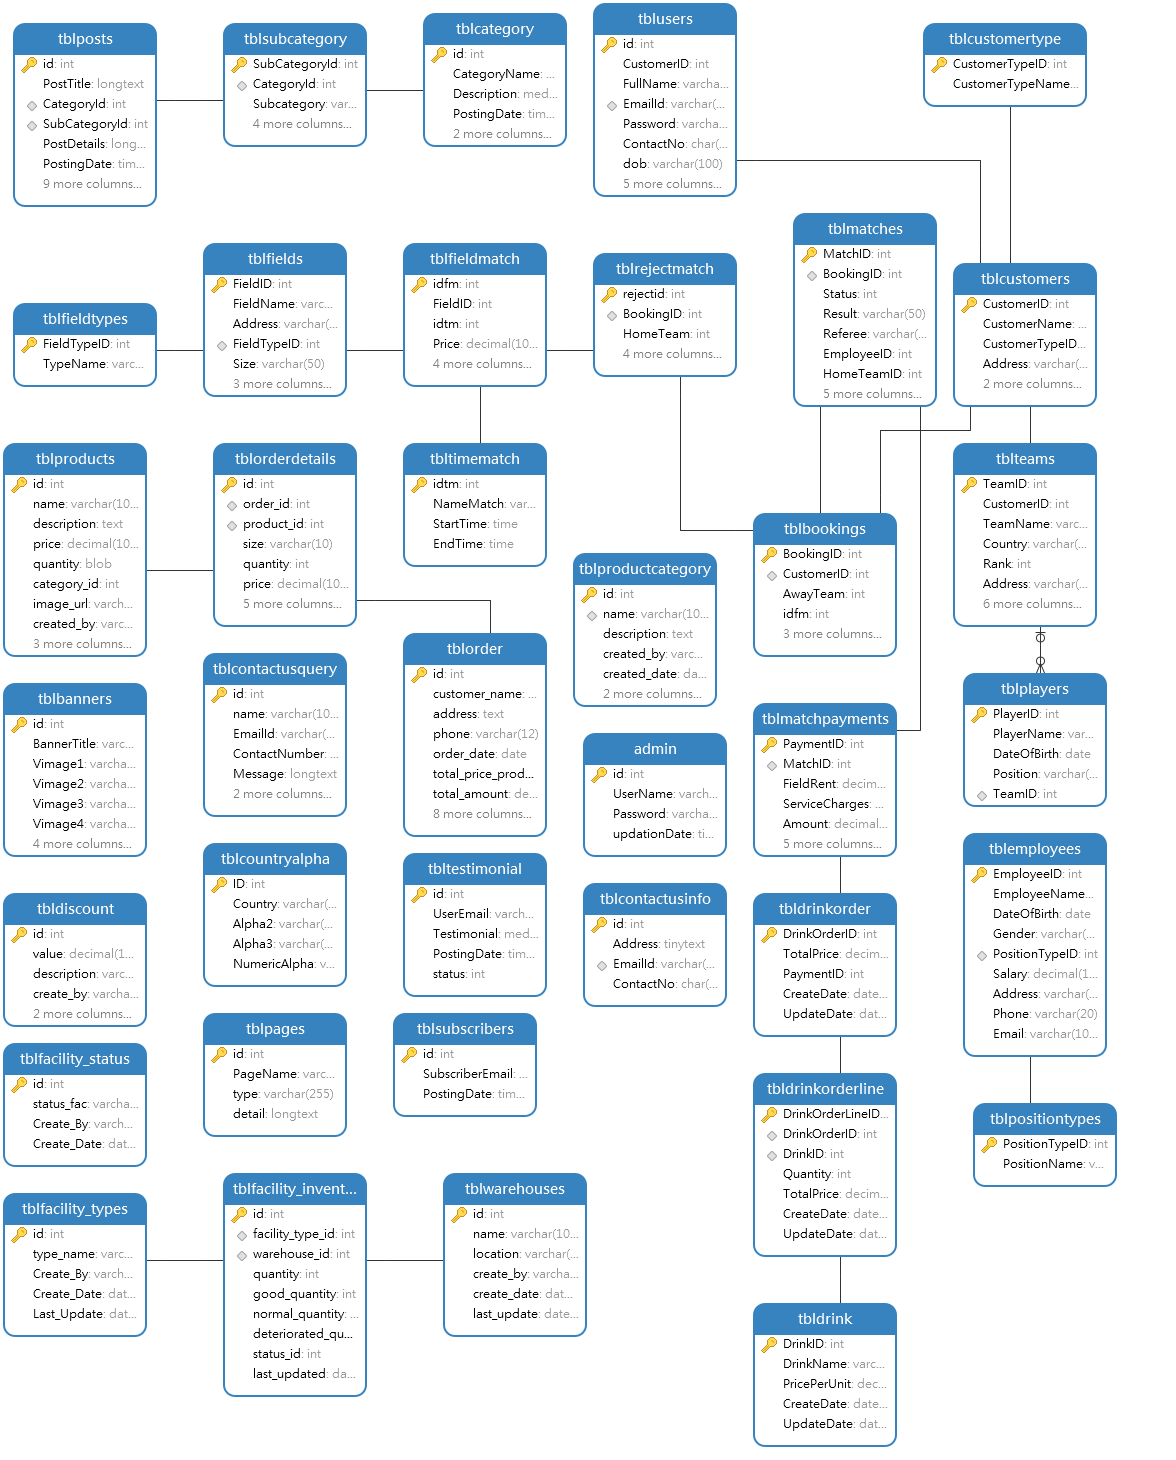 tblposts
id: int
PostTitle: longtext
CategoryId: int
SubCategoryId: int
PostDetails: long...
PostingDate: tim...
9 more columns...
tblsubcategory
SubCategoryId: int
CategoryId: int
Subcategory: var...
4 more columns...
tblcategory
id: int
CategoryName: ...
Description: med...
PostingDate: tim...
2 more columns...
tblusers
id: int
CustomerID: int
FullName: varcha...
EmailId: varchar(...
Password: varcha...
ContactNo: char(...
dob: varchar(100)
5 more columns...
tblcustomertype
CustomerTypeID: int
CustomerTypeName...
tblfieldtypes
FieldTypeID: int
TypeName: varc...
tblfields
FieldID: int
FieldName: varc...
Address: varchar(...
FieldTypeID: int
Size: varchar(50)
3 more columns...
tblfieldmatch
idfm: int
FieldID: int
idtm: int
Price: decimal(10...
4 more columns...
tblrejectmatch
rejectid: int
BookingID: int
HomeTeam: int
4 more columns...
tblmatches
MatchID: int
BookingID: int
Status: int
Result: varchar(50)
Referee: varchar(...
EmployeeID: int
HomeTeamID: int
5 more columns...
tblcustomers
CustomerID: int
CustomerName: ...
CustomerTypeID...
Address: varchar(...
2 more columns...
tblproducts
id: int
name: varchar(10...
description: text
price: decimal(10...
quantity: blob
category_id: int
image_url: varch...
created_by: varc...
3 more columns...
tblorderdetails
id: int
order_id: int
product_id: int
size: varchar(10)
quantity: int
price: decimal(10...
5 more columns...
tbltimematch
idtm: int
NameMatch: var...
StartTime: time
EndTime: time
tblproductcategory
id: int
name: varchar(10...
description: text
created_by: varc...
created_date: da...
2 more columns...
tblbookings
BookingID: int
CustomerID: int
AwayTeam: int
idfm: int
3 more columns...
tblteams
TeamID: int
CustomerID: int
TeamName: varc...
Country: varchar(...
Rank: int
Address: varchar(...
6 more columns...
tblbanners
id: int
BannerTitle: varc...
Vimage1: varcha...
Vimage2: varcha...
Vimage3: varcha...
Vimage4: varcha...
4 more columns...
tblcontactusquery
id: int
name: varchar(10...
EmailId: varchar(...
ContactNumber: ...
Message: longtext
2 more columns...
tblorder
id: int
customer_name: ...
address: text
phone: varchar(12)
order_date: date
total_price_prod...
total_amount: de...
8 more columns...
admin
id: int
UserName: varch...
Password: varcha...
updationDate: ti...
tblmatchpayments
PaymentID: int
MatchID: int
FieldRent: decim...
ServiceCharges: ...
Amount: decimal...
5 more columns...
tblplayers
PlayerID: int
PlayerName: var...
DateOfBirth: date
Position: varchar(...
TeamID: int
tbldiscount
id: int
value: decimal(1...
description: varc...
create_by: varcha...
2 more columns...
tblcountryalpha
ID: int
Country: varchar(...
Alpha2: varchar(...
Alpha3: varchar(...
NumericAlpha: v...
tbltestimonial
id: int
UserEmail: varch...
Testimonial: med...
PostingDate: tim...
status: int
tblcontactusinfo
id: int
Address: tinytext
EmailId: varchar(...
ContactNo: char(...
tbldrinkorder
DrinkOrderID: int
TotalPrice: decim...
PaymentID: int
CreateDate: date...
UpdateDate: dat...
tblemployees
EmployeeID: int
EmployeeName...
DateOfBirth: date
Gender: varchar(...
PositionTypeID: int
Salary: decimal(1...
Address: varchar(...
Phone: varchar(20)
Email: varchar(10...
tblfacility_status
id: int
status_fac: varcha...
Create_By: varch...
Create_Date: dat...
tblpages
id: int
PageName: varc...
type: varchar(255)
detail: longtext
tblsubscribers
id: int
SubscriberEmail: ...
PostingDate: tim...
tbldrinkorderline
DrinkOrderLineID...
DrinkOrderID: int
DrinkID: int
Quantity: int
TotalPrice: decim...
CreateDate: date...
UpdateDate: dat...
tblpositiontypes
PositionTypeID: int
PositionName: v...
tblfacility_types
id: int
type_name: varc...
Create_By: varch...
Create_Date: dat...
Last_Update: dat...
tblfacility_invent...
id: int
facility_type_id: int
warehouse_id: int
quantity: int
good_quantity: int
normal_quantity: ...
deteriorated_qu...
status_id: int
last_updated: da...
tblwarehouses
id: int
name: varchar(10...
location: varchar(...
create_by: varcha...
create_date: dat...
last_update: date...
tbldrink
DrinkID: int
DrinkName: varc...
PricePerUnit: dec...
CreateDate: date...
UpdateDate: dat...